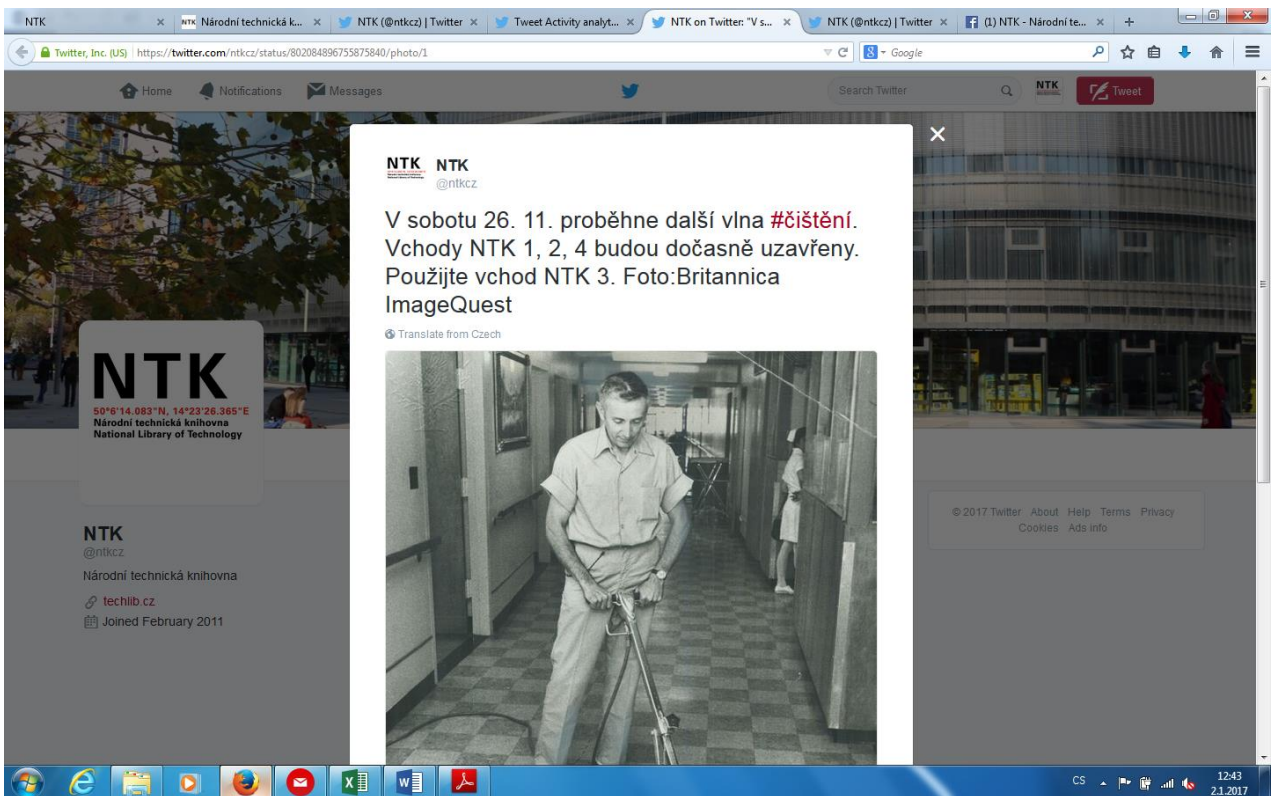 NTK
Národní technická k...
NTK (@ntkcz) | Twitter
Tweet Activity analyt...
NTK on Twitter: "V s...
NTK (@ntkcz) | Twitter
(1) NTK - Národní te...
Twitter, Inc. (US) https://twitter.com/ntkcz/status/802084896755875840/photo/1
Google
Home Notifications Messages
Search Twitter
NTK
Tweet
NTK NTK
@ntkcz
V sobotu 26. 11. proběhne další vlna #čištění.
Vchody NTK 1, 2, 4 budou dočasně uzavřeny.
Použijte vchod NTK 3. Foto:Britannica
ImageQuest
Translate from Czech
NTK
50°6'14.083"N, 14°23'26.365"E
Národní technická knihovna
National Library of Technology
NTK
@ntkcz
Národní technická knihovna
techlib.cz
Joined February 2011
© 2017 Twitter About Help Terms Privacy
Cookies Ads info
CS
12:43
2.1.2017